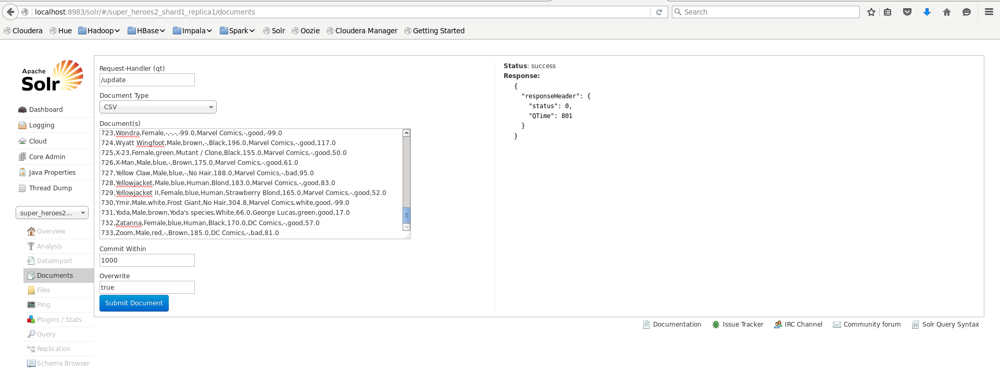 localhost:8983/solr/#/super_heroes2_shard1_replica1/documents
Search
Cloudera Hue Hadoop HBase Impala Spark Solr Oozie Cloudera Manager Getting Started
Apache
Solr
Dashboard
Logging
Cloud
Core Admin
Java Properties
Thread Dump
super_heroes2...
Overview
Analysis
Dataimport
Documents
Files
Ping
Plugins / Stats
Query
Replication
Schema Browser
Request-Handler (qt)
/update
Document Type
CSV
Document(s)
723,Wondra,Female,-,-,-,-99.0,Marvel Comics,-,good,-99.0
724,Wyatt Wingfoot,Male,brown,-,Black,196.0,Marvel Comics,-,good,117.0
725,X-23,Female,green,Mutant / Clone,Black,155.0,Marvel Comics,-,good,50.0
726,X-Man,Male,blue,-,Brown,175.0,Marvel Comics,-,good,61.0
727,Yellow Claw,Male,blue,-,No Hair,188.0,Marvel Comics,-,bad,95.0
728,Yellowjacket,Male,blue,Human,Blond,183.0,Marvel Comics,-,good,83.0
729,Yellowjacket II,Female,blue,Human,Strawberry Blond,165.0,Marvel Comics,-,good,52.0
730,Ymir,Male,white,Frost Giant,No Hair,304.8,Marvel Comics,white,good,-99.0
731,Yoda,Male,brown,Yoda's species,White,66.0,George Lucas,green,good,17.0
732,Zatanna,Female,blue,Human,Black,170.0,DC Comics,-,good,57.0
733,Zoom,Male,red,-,Brown,185.0,DC Comics,-,bad,81.0
Commit Within
1000
Overwrite
true
Submit Document
Status: success
Response:
{
"responseHeader": {
"status": 0,
"QTime": 801
}
}
Documentation Issue Tracker IRC Channel Community forum Solr Query Syntax